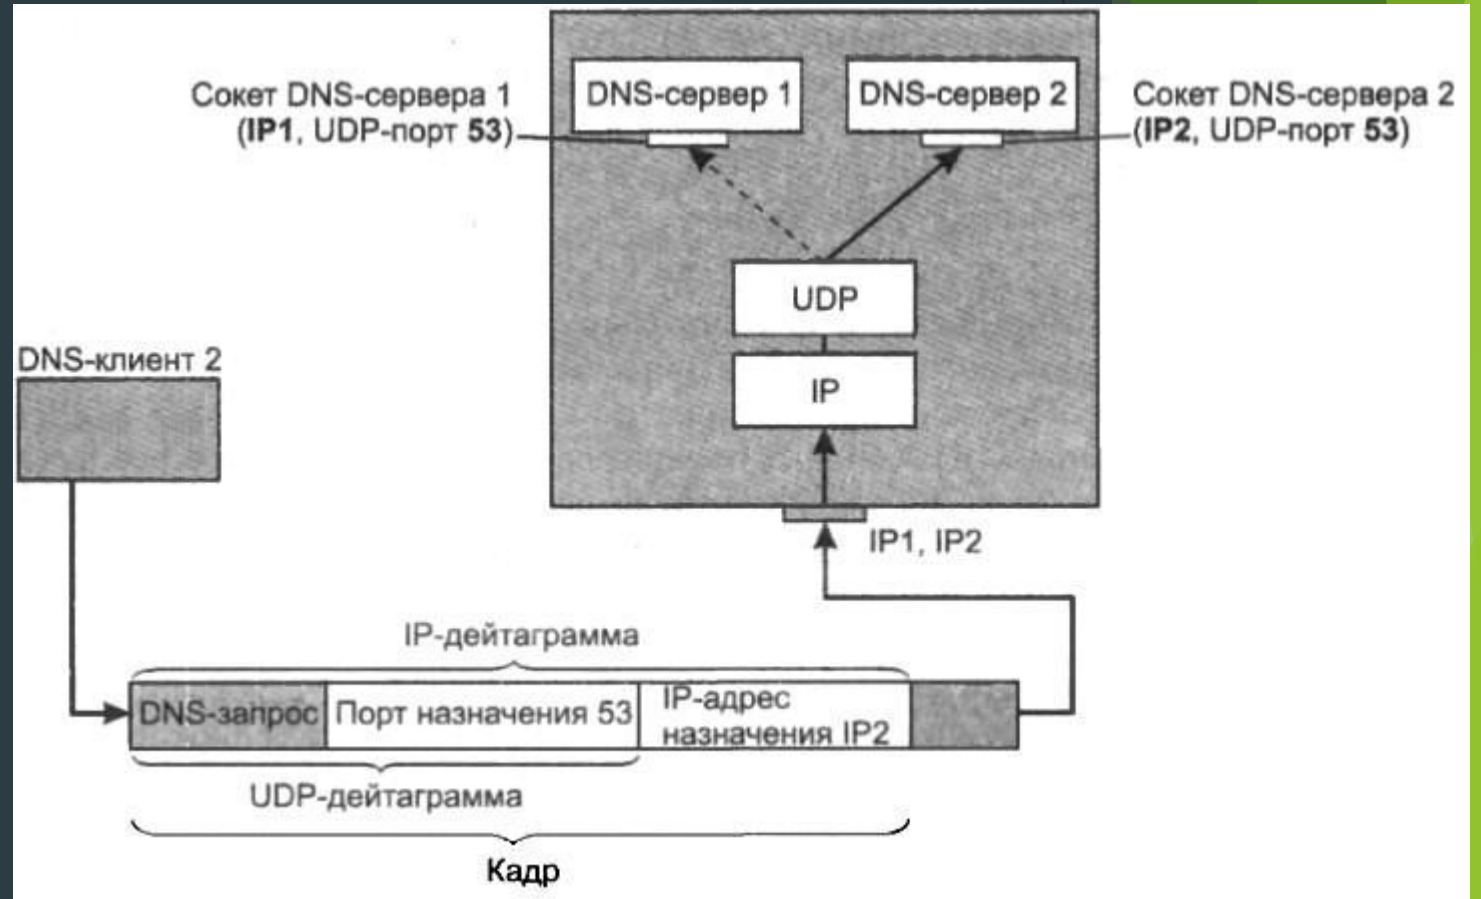 Сокет DNS-сервера 1
(IP1, UDP-порт 53)
DNS-сервер 1
DNS-сервер 2
Сокет DNS-сервера 2
(IP2, UDP-порт 53)
UDP
IP
DNS-клиент 2
IP1, IP2
IP-дейтаграмма
DNS-запрос
Порт назначения 53
IP-адрес
назначения IP2
UDP-дейтаграмма
Кадр